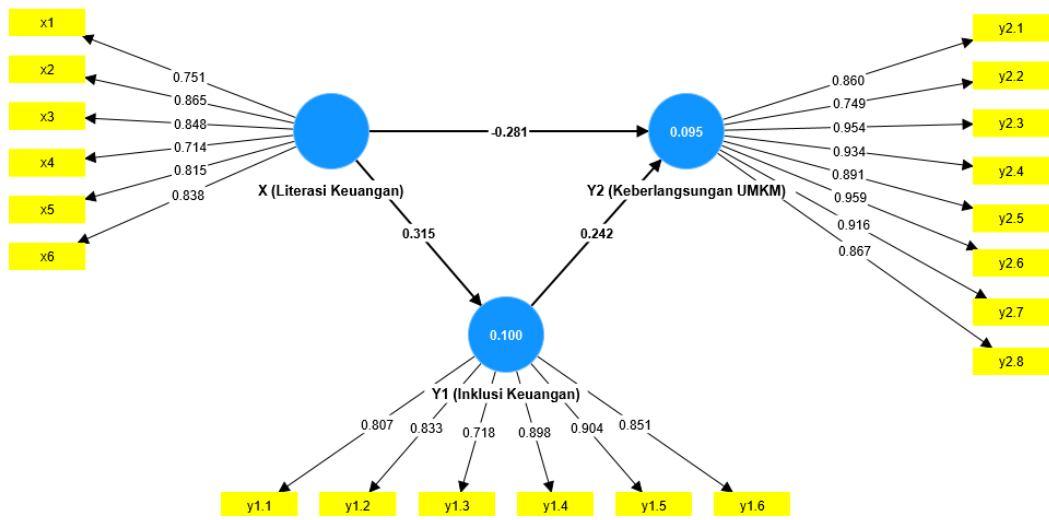 x1
x2
x3
x4
x5
x6
0.751
0.865
0.848
0.714
0.815
0.838
X (Literasi Keuangan)
-0.281
0.315
0.242
0.095
Y2 (Keberlangsungan UMKM)
0.860
0.749
0.954
0.934
0.891
0.959
0.916
0.867
y2.1
y2.2
y2.3
y2.4
y2.5
y2.6
y2.7
y2.8
0.100
Y1 (Inklusi Keuangan)
0.807
0.833
0.718
0.898
0.904
0.851
y1.1
y1.2
y1.3
y1.4
y1.5
y1.6